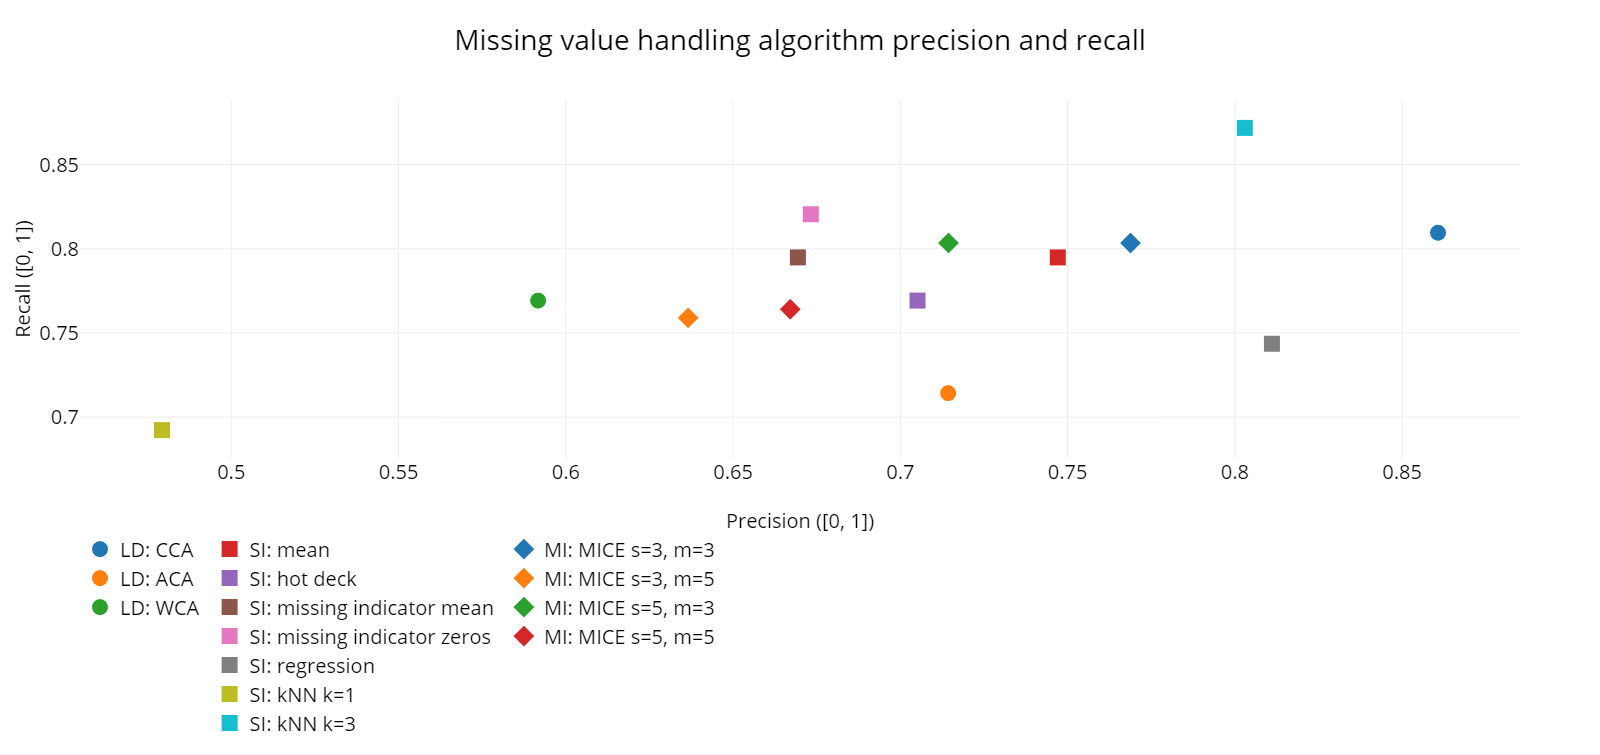 Missing value handling algorithm precision and recall
Recall ([0, 1])
0.85
0.8
0.75
0.7
0.5 0.55 0.6 0.65 0.7 0.75 0.8 0.85
Precision ([0, 1])
LD: CCA
LD: ACA
LD: WCA
SI: mean
SI: hot deck
SI: missing indicator mean
SI: missing indicator zeros
SI: regression
SI: kNN k=1
SI: kNN k=3
MI: MICE s=3, m=3
MI: MICE s=3, m=5
MI: MICE s=5, m=3
MI: MICE s=5, m=5